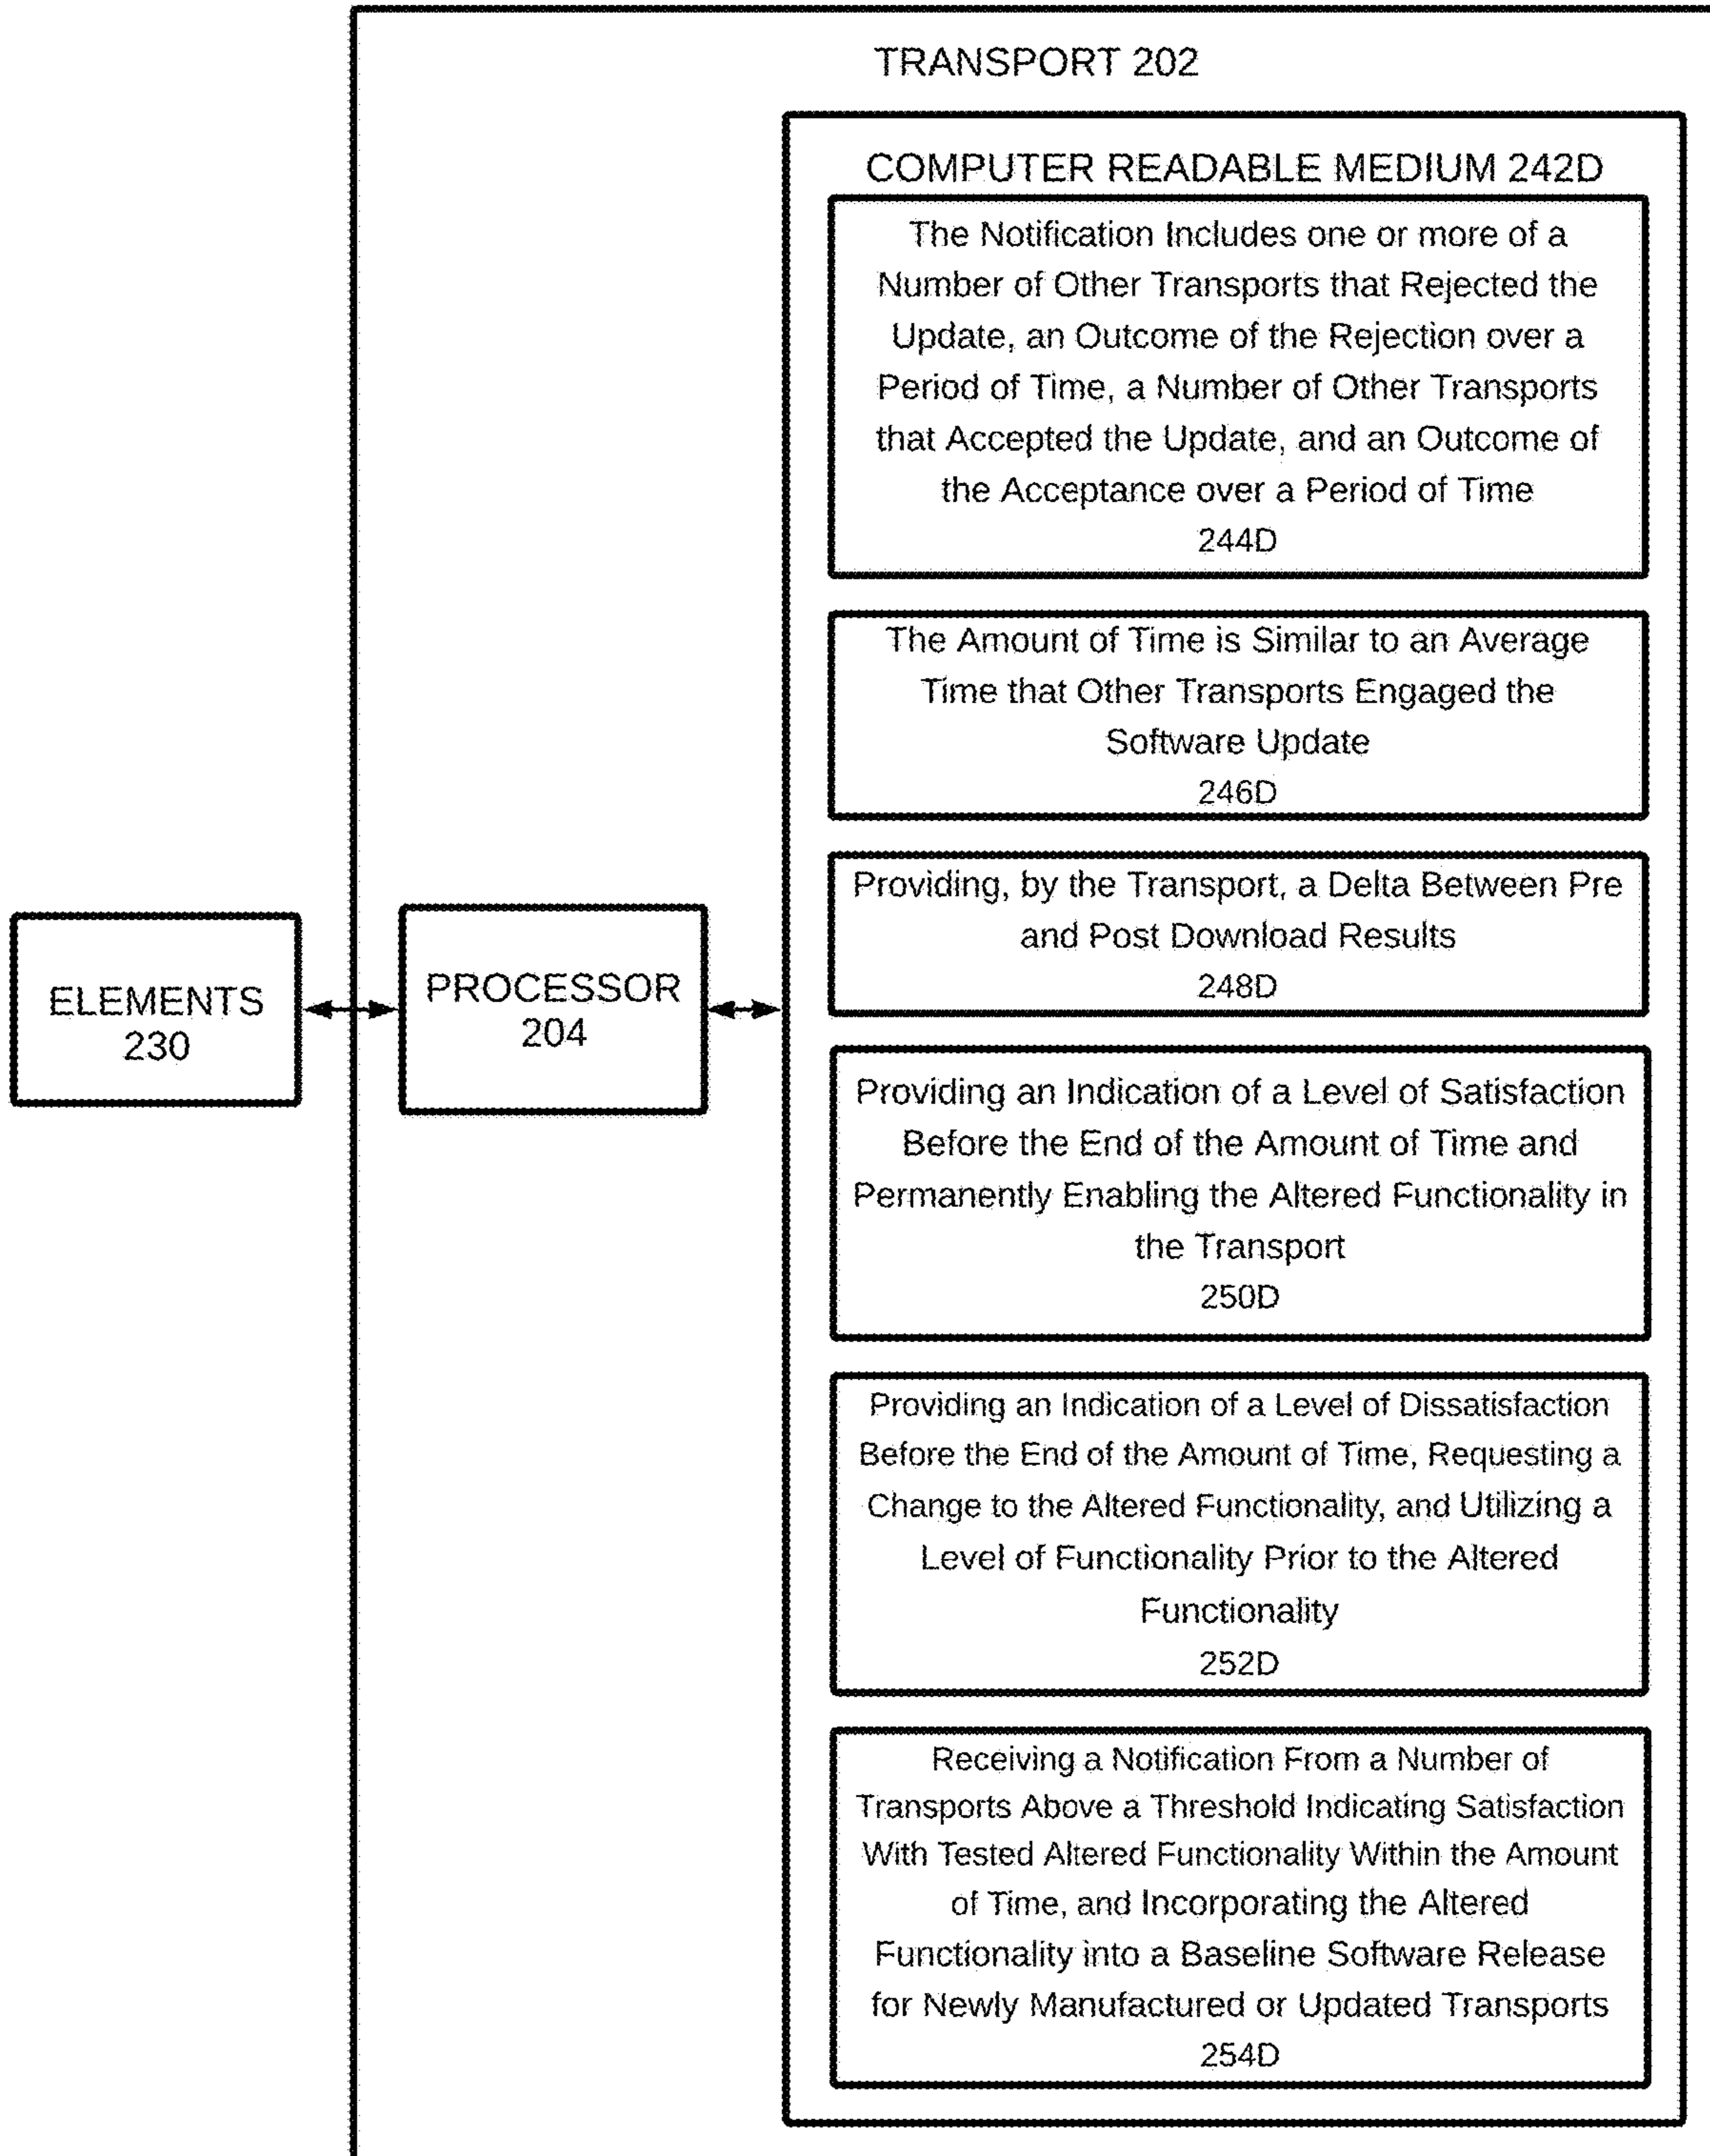 TRANSPORT 202
COMPUTER READABLE MEDIUM 242D
The Notification Includes one or more of a
Number of Other Transports that Rejected the
Update, an Outcome of the Rejection over a
Period of Time, a Number of Other Transports
that Accepted the Update, and an Outcome of
the Acceptance over a Period of Time
244D
The Amount of Time is Similar to an Average
Time that Other Transports Engaged the
Software Update
246D
Providing, by the Transport, a Delta Between Pre
and Post Download Results
248D
ELEMENTS
230
PROCESSOR
204
Providing an Indication of a Level of Satisfaction
Before the End of the Amount of Time and
Permanently Enabling the Altered Functionality in
the Transport
250D
Providing an Indication of a Level of Dissatisfaction
Before the End of the Amount of Time, Requesting a
Change to the Altered Functionality, and Utilizing a
Level of Functionality Prior to the Altered
Functionality
252D
Receiving a Notification From a Number of
Transports Above a Threshold Indicating Satisfaction
With Tested Altered Functionality Within the Amount
of Time, and Incorporating the Altered
Functionality into a Baseline Software Release
for Newly Manufactured or Updated Transports
254D